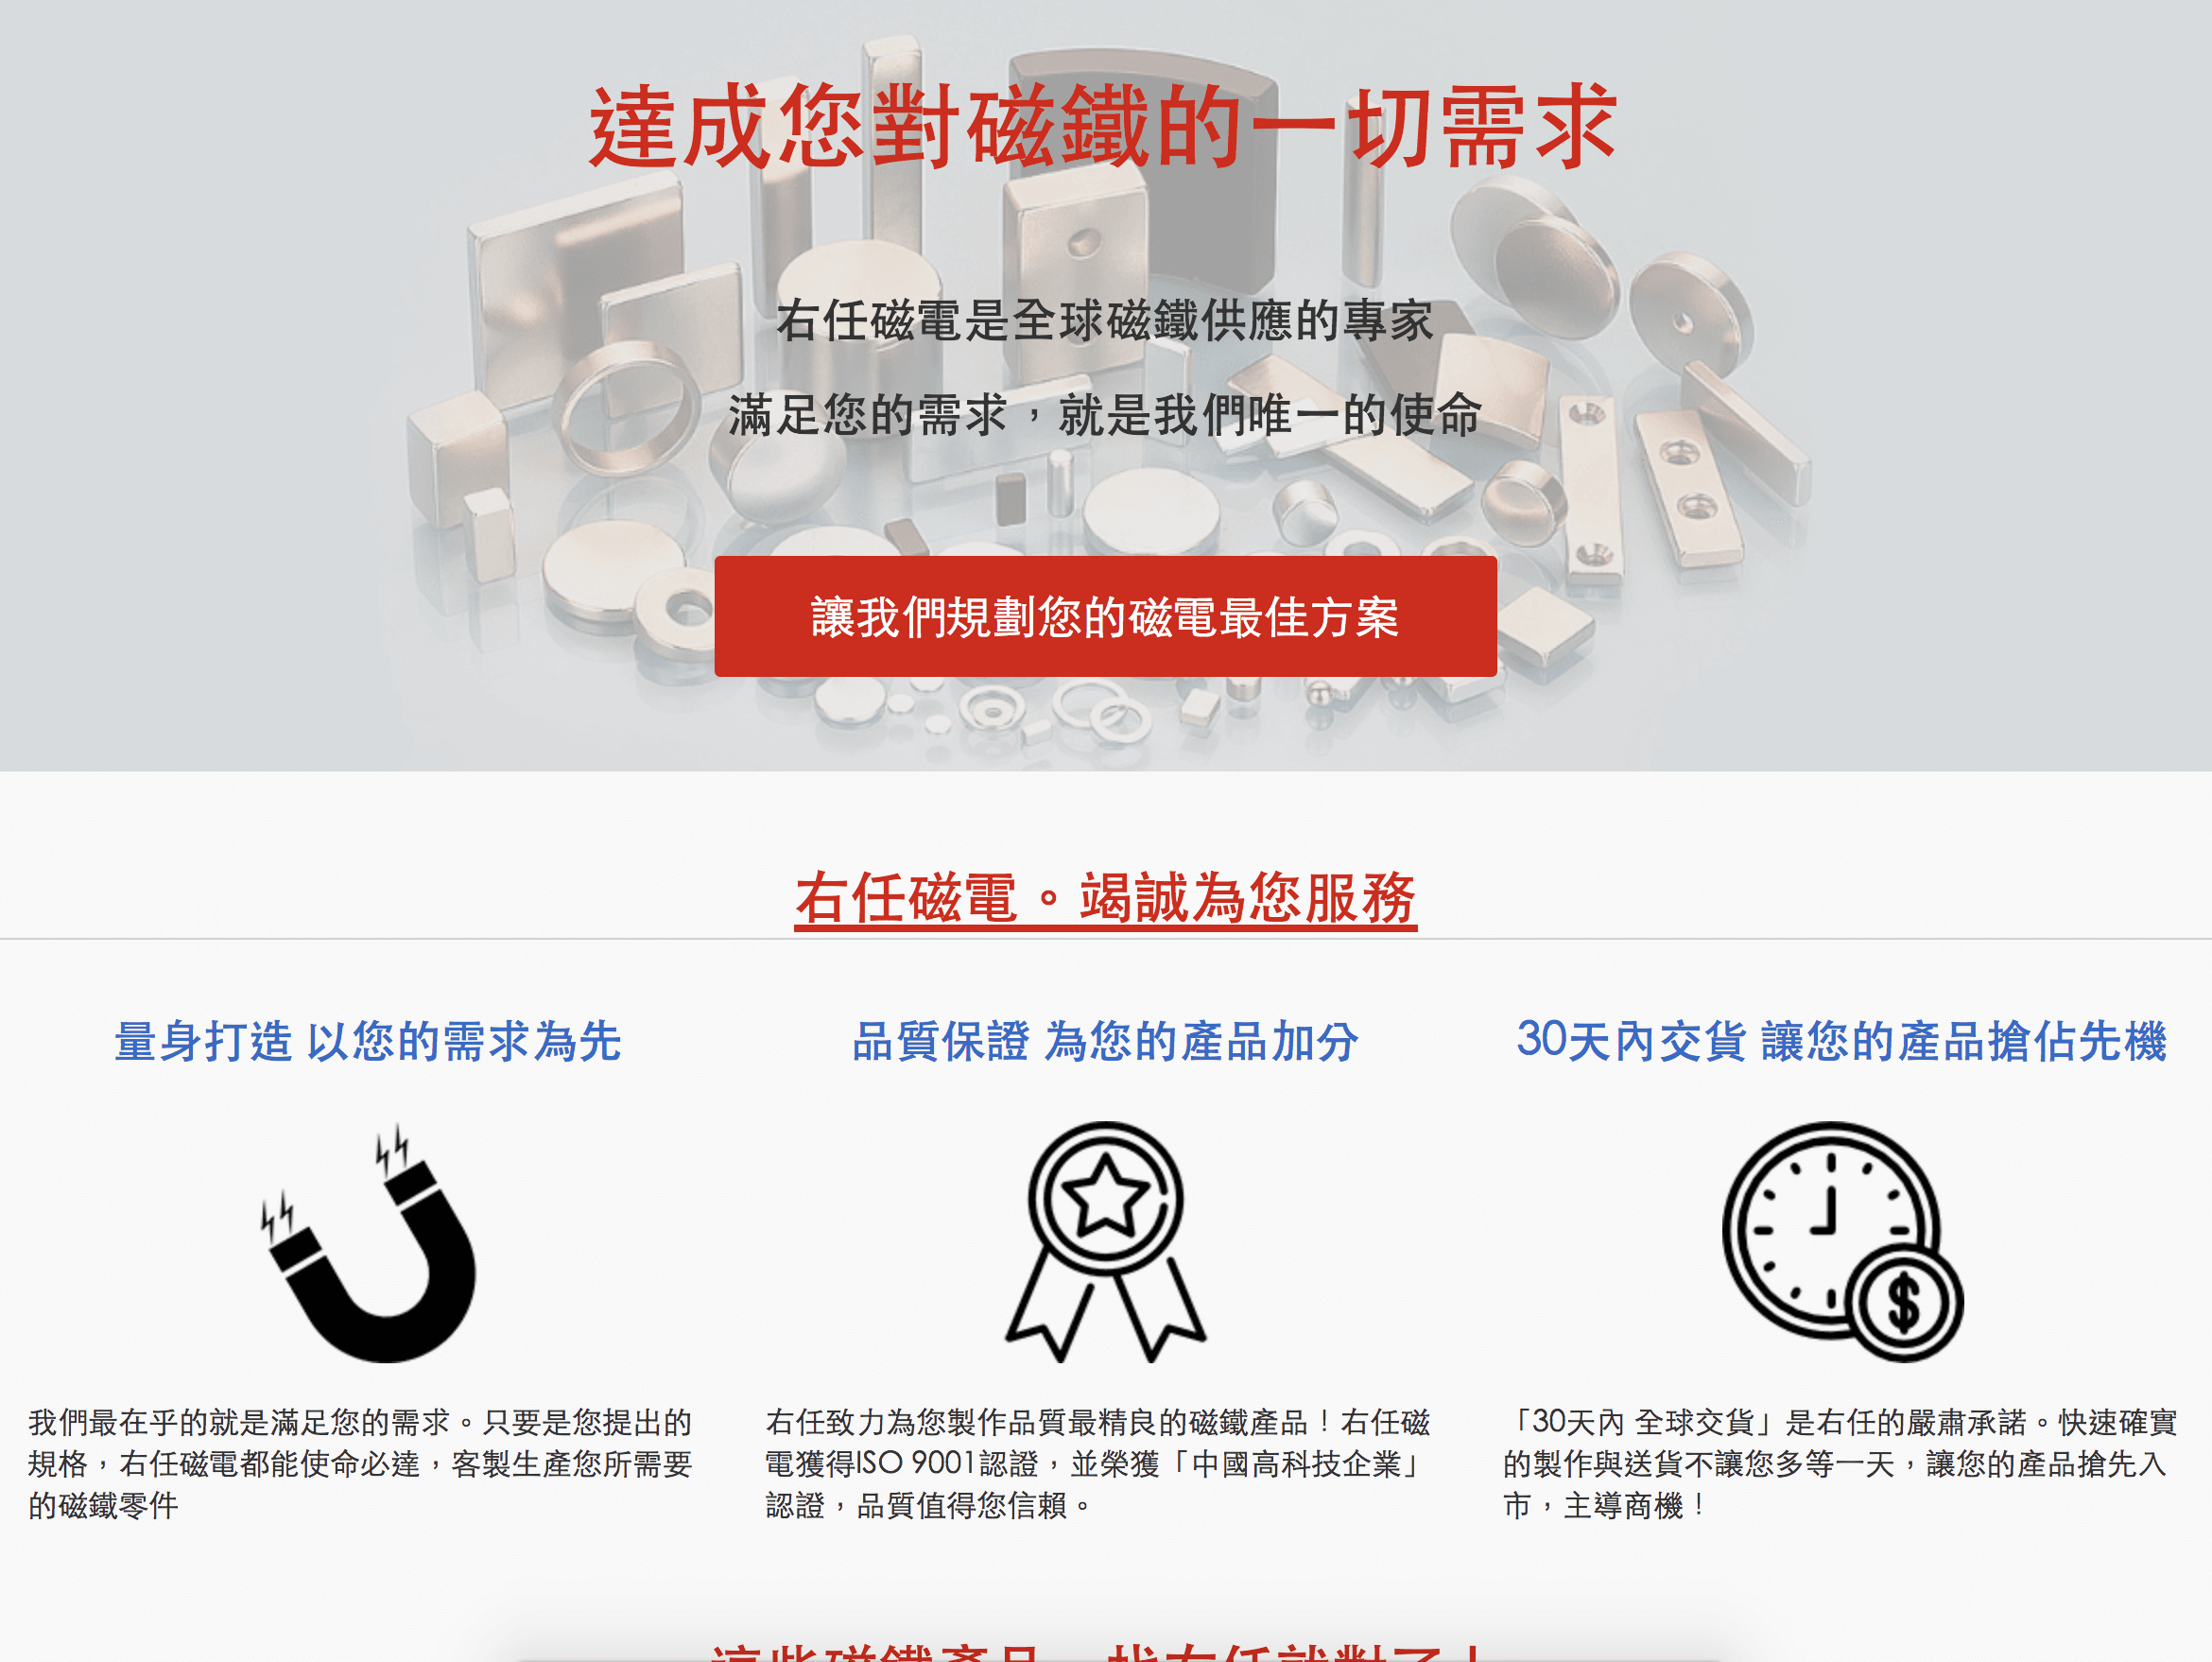 達成您對磁鐵的一切需求
右任磁電是全球磁鐵供應的專家
滿足您的需求，就是我們唯一的使命
讓我們規劃您的磁電最佳方案
右任磁電。竭誠為您服務
量身打造 以您的需求為先
我們最在乎的就是滿足您的需求。只要是您提出的
規格，右任磁電都能使命必達，客製生產您所需要
的磁鐵零件
品質保證 為您的產品加分
右任致力為您製作品質最精良的磁鐵產品！右任磁
電獲得ISO 9001認證，並榮獲「中國高科技企業」
認證，品質值得您信賴。
30天內交貨 讓您的產品搶佔先機
「30天內 全球交貨」是右任的嚴肅承諾。快速確實
的製作與送貨不讓您多等一天，讓您的產品搶先入
市，主導商機！
這些磁鐵產品，找右任就對了！